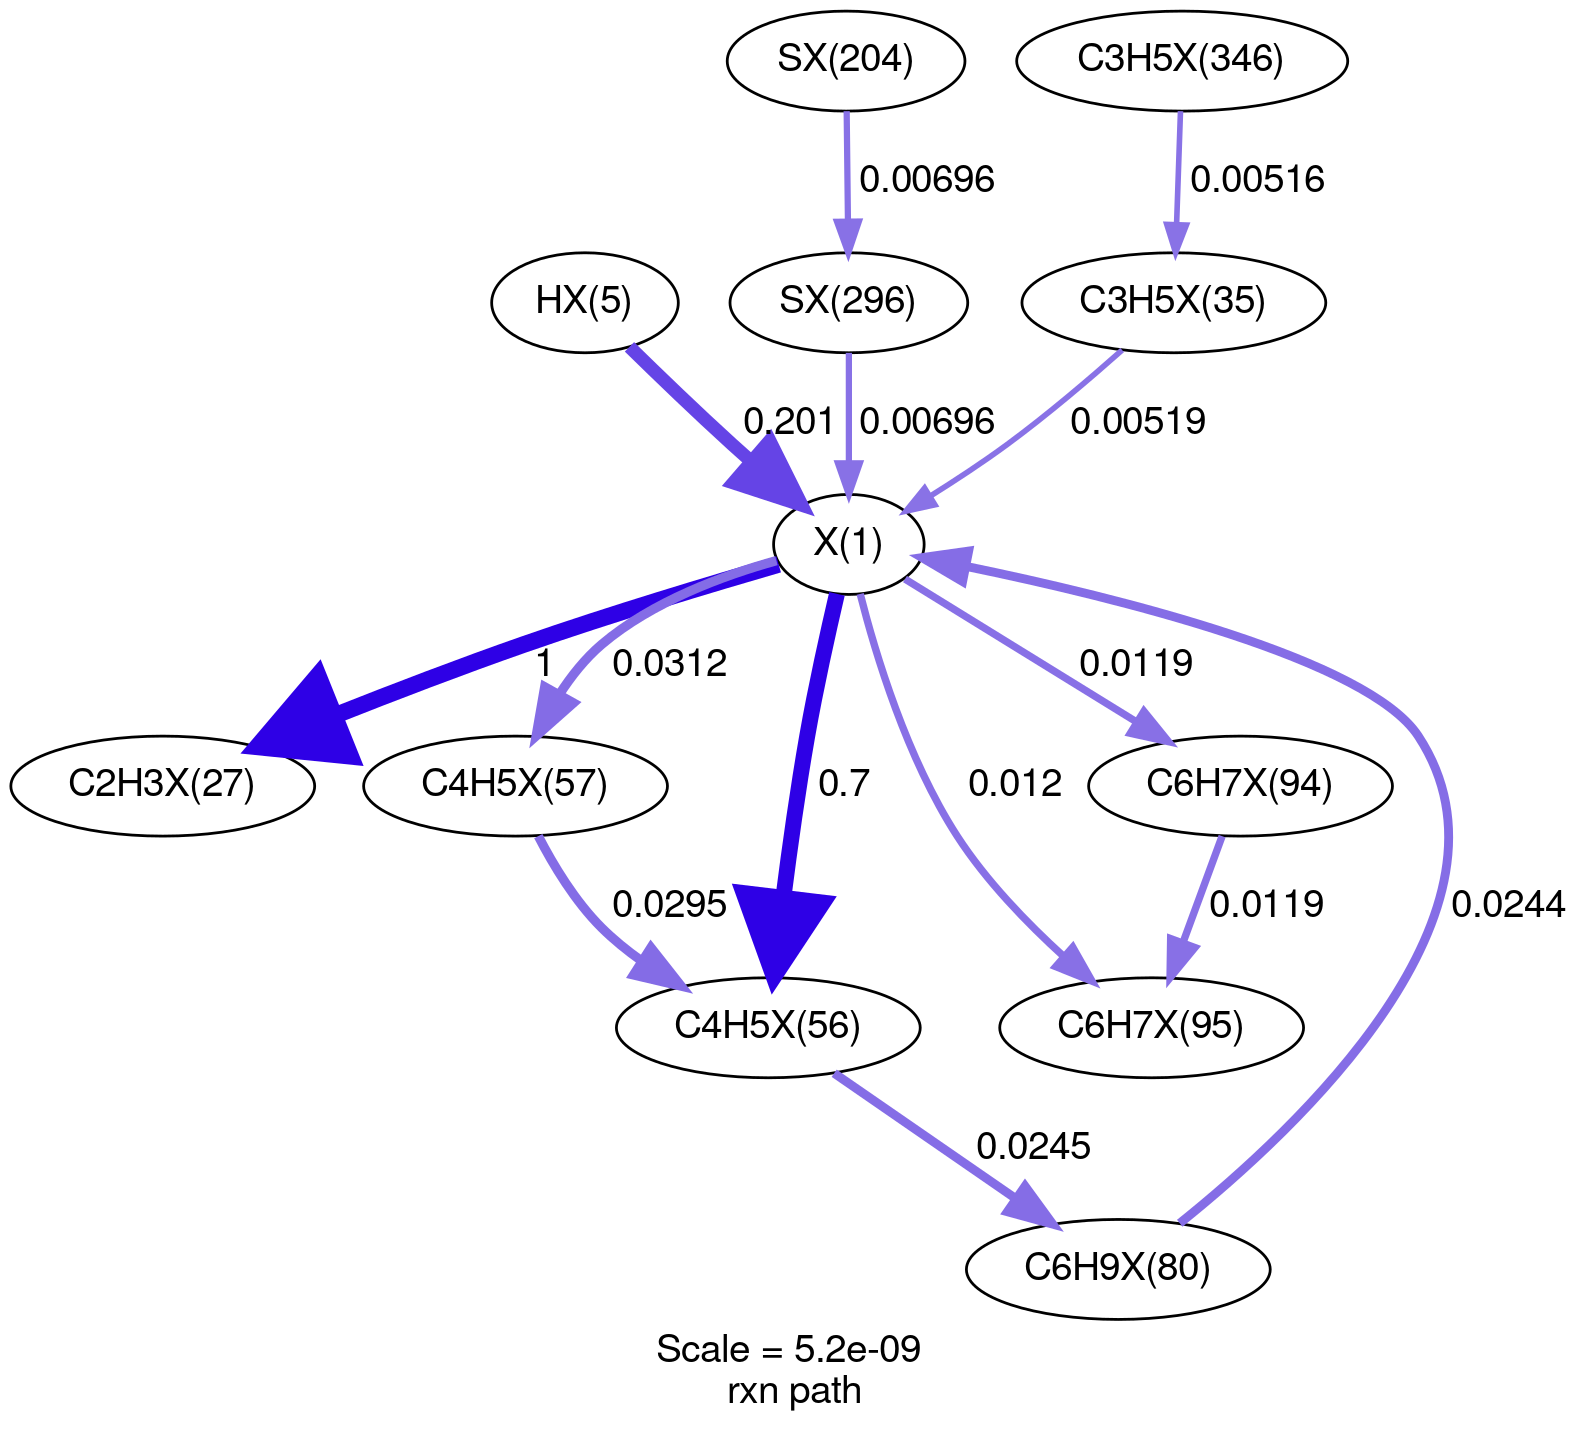 SX(204)
C3H5X(346)
0.00696
0.00516
HX(5)
SX(296)
C3H5X(35)
0.201
0.00696
0.00519
X(1)
1
0.0312
0.0119
C2H3X(27)
C4H5X(57)
0.7
0.012
C6H7X(94)
0.0295
0.0119
0.0244
C4H5X(56)
C6H7X(95)
0.0245
C6H9X(80)
Scale = 5.2e-09
rxn path